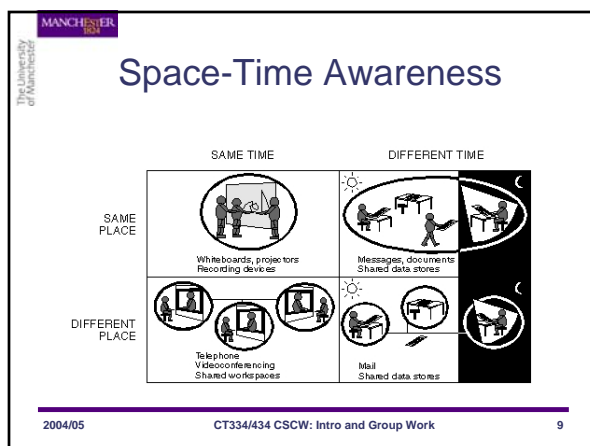 MANCHESTER
1824
The University
of Manchester
Space-Time Awareness
SAME TIME
DIFFERENT TIME
SAME
PLACE
Whiteboards, projectors
Recording devices
Messages, documents
Shared data stores
DIFFERENT
PLACE
Telephone
Videoconferencing
Shared workspaces
Mail
Shared data stores
2004/05
CT334/434 CSCW: Intro and Group Work
9